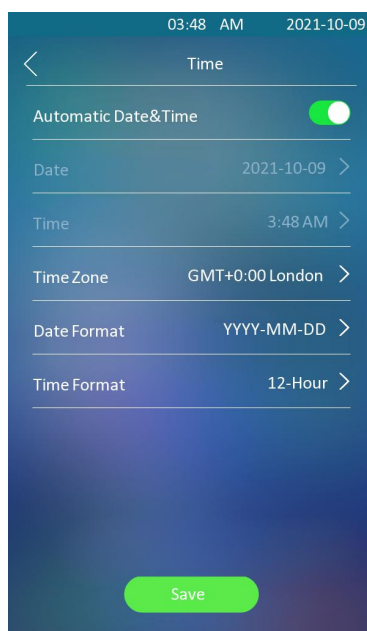 03:48 AM 2021-10-09
Time
Automatic Date&Time
Date 2021-10-09
Time 3:48 AM
Time Zone GMT+0:00 London
Date Format YYYY-MM-DD
Time Format 12-Hour
Save